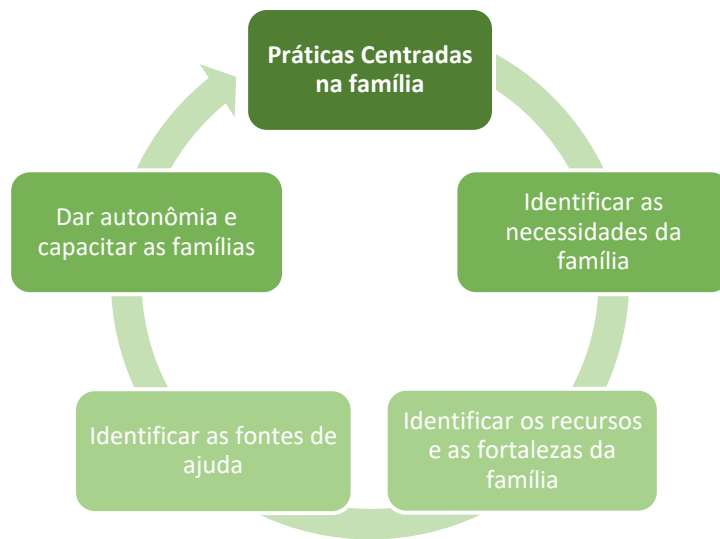 Práticas Centradas
na família
Identificar as
necessidades da
família
Identificar os recursos
e as fortalezas da
família
Identificar as fontes de
ajuda
Dar autonômia e
capacitar as famílias